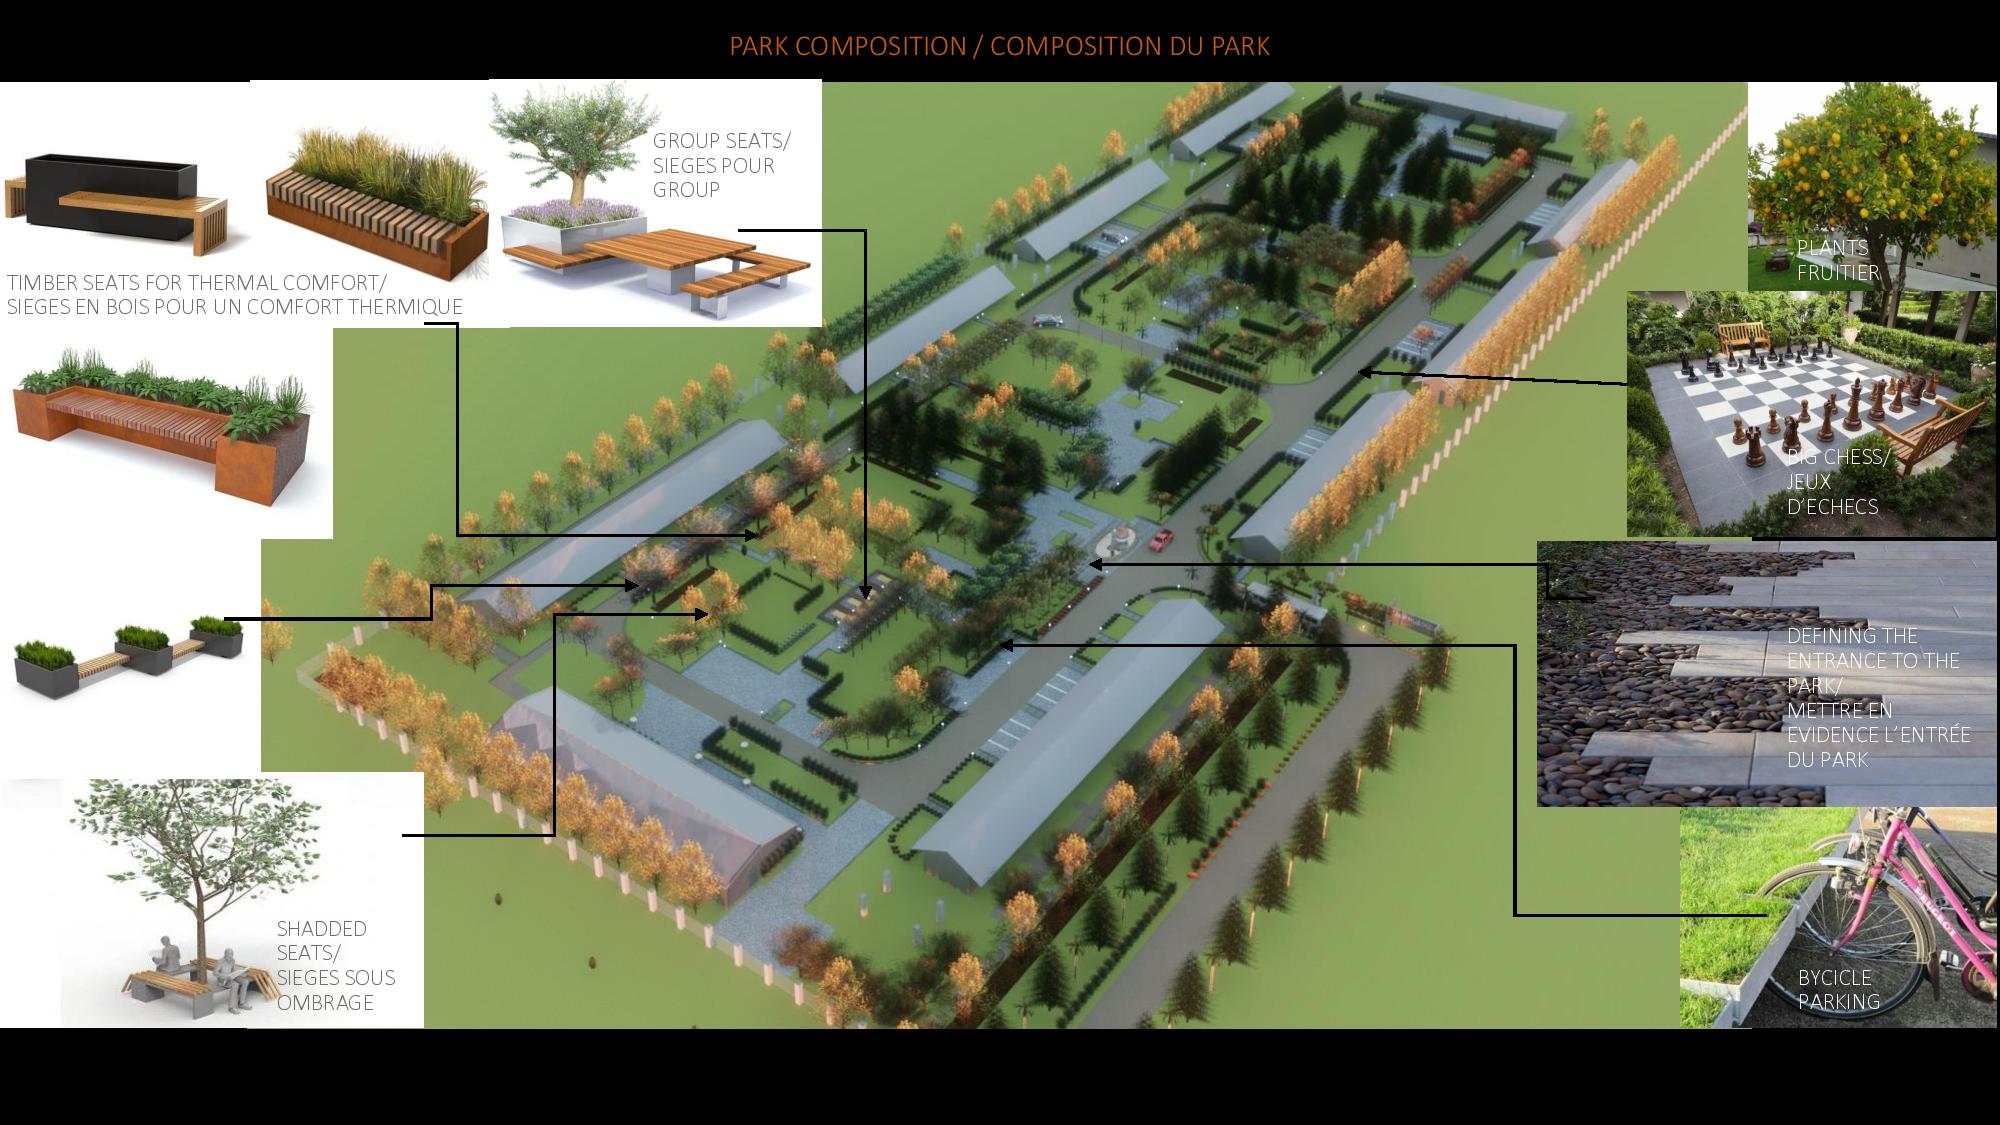 PARK COMPOSITION / COMPOSITION DU PARK
GROUP SEATS/
SIEGES POUR
GROUP
TIMBER SEATS FOR THERMAL COMFORT/
SIEGES EN BOIS POUR UN COMFORT THERMIQUE
SHADDED
SEATS/
SIEGES SOUS
OMBRAGE
PLANTS
FRUITIER
BIG CHESS/
JEUX
D’ECHECS
DEFINING THE
ENTRANCE TO THE
PARK/
METTRE EN
EVIDENCE L’ENTRÉE
DU PARK
BYCICLE
PARKING